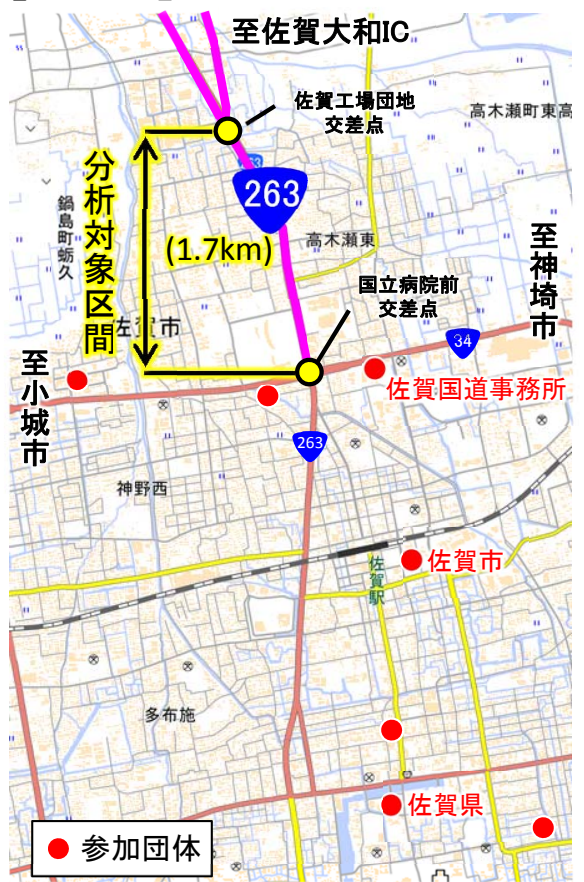 至佐賀大和IC
佐賀工場団地
交差点
高木瀬町東高
263
分析対象区間
(1.7km)
鍋島町蛎久
高木瀬東
国立病院前
交差点
至神埼市
佐賀市
34
至小城市
佐賀国道事務所
263
神野西
佐賀市
佐賀駅
多布施
佐賀県
参加団体